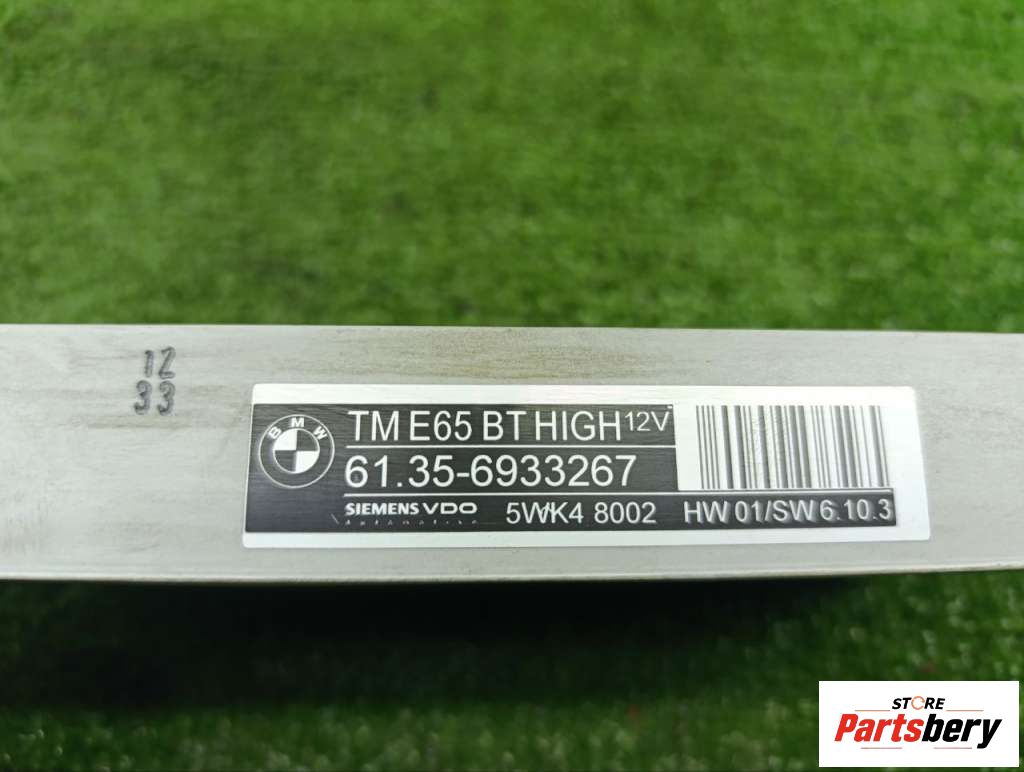 12
33
BMW
TM E65 BT HIGH 12V
61.35-6933267
SIEMENS VDO 5WK4 8002 HW 01/SW 6.10.3
Automotive
STORE
Partsbery